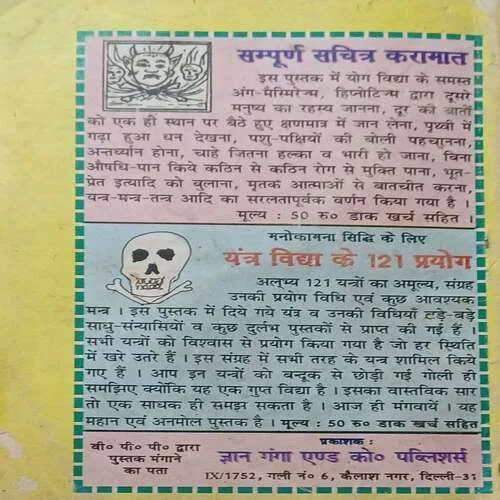 सम्पूर्ण सचित्र करामात
इस पुस्तक में योग विद्या के समस्त
अंग-मैस्मिरेज्म, हिप्नोटिज्म द्वारा दूसरे
मनुष्य का रहस्य जानना, दूर की बातों
को एक ही स्थान पर बैठे हुए क्षणमात्र में जान लेना, पृथ्वी में
गढ़ा हुआ धन देखना, पशु-पक्षियों की बोली पहचानना,
अन्तर्ध्यान होना, चाहे जितना हल्का व भारी हो जाना, बिना
औषधि-पान किये कठिन से कठिन रोग से मुक्ति पाना, भूत-
प्रेत इत्यादि को बुलाना, मृतक आत्माओं से बातचीत करना,
यन्त्र-मन्त्र-तन्त्र आदि का सरलतापूर्वक वर्णन किया गया है ।
मूल्य : 50 रु० डाक खर्च सहित ।
मनोकामना सिद्धि के लिए
यंत्र विद्या के 121 प्रयोग
अलभ्य 121 यंत्रों का अमूल्य, संग्रह
उनकी प्रयोग विधि एवं कुछ आवश्यक
मन्त्र । इस पुस्तक में दिये गये यंत्र व उनकी विधियाँ बड़े-बड़े
साधु-संन्यासियों व कुछ दुर्लभ पुस्तकों से प्राप्त की गई हैं ।
सभी यंत्रों को विश्वास से प्रयोग किया गया है जो हर स्थिति
में खरे उतरे हैं । इस संग्रह में सभी तरह के यन्त्र शामिल किये
गए हैं । आप इन यन्त्रों को बन्दूक से छोड़ी गई गोली ही
समझिए क्योंकि यह एक गुप्त विद्या है । इसका वास्तविक सार
तो एक साधक ही समझ सकता है । आज ही मंगवायें । यह
महान एवं अनमोल पुस्तक है । मूल्य : 50 रु० डाक खर्च सहित
वी० पी० पी० द्वारा
पुस्तक मंगाने
का पता
प्रकाशक :
ज्ञान गंगा एण्ड को० पब्लिशर्स
IX/1752, गली नं० 6, कैलाश नगर, दिल्ली-31